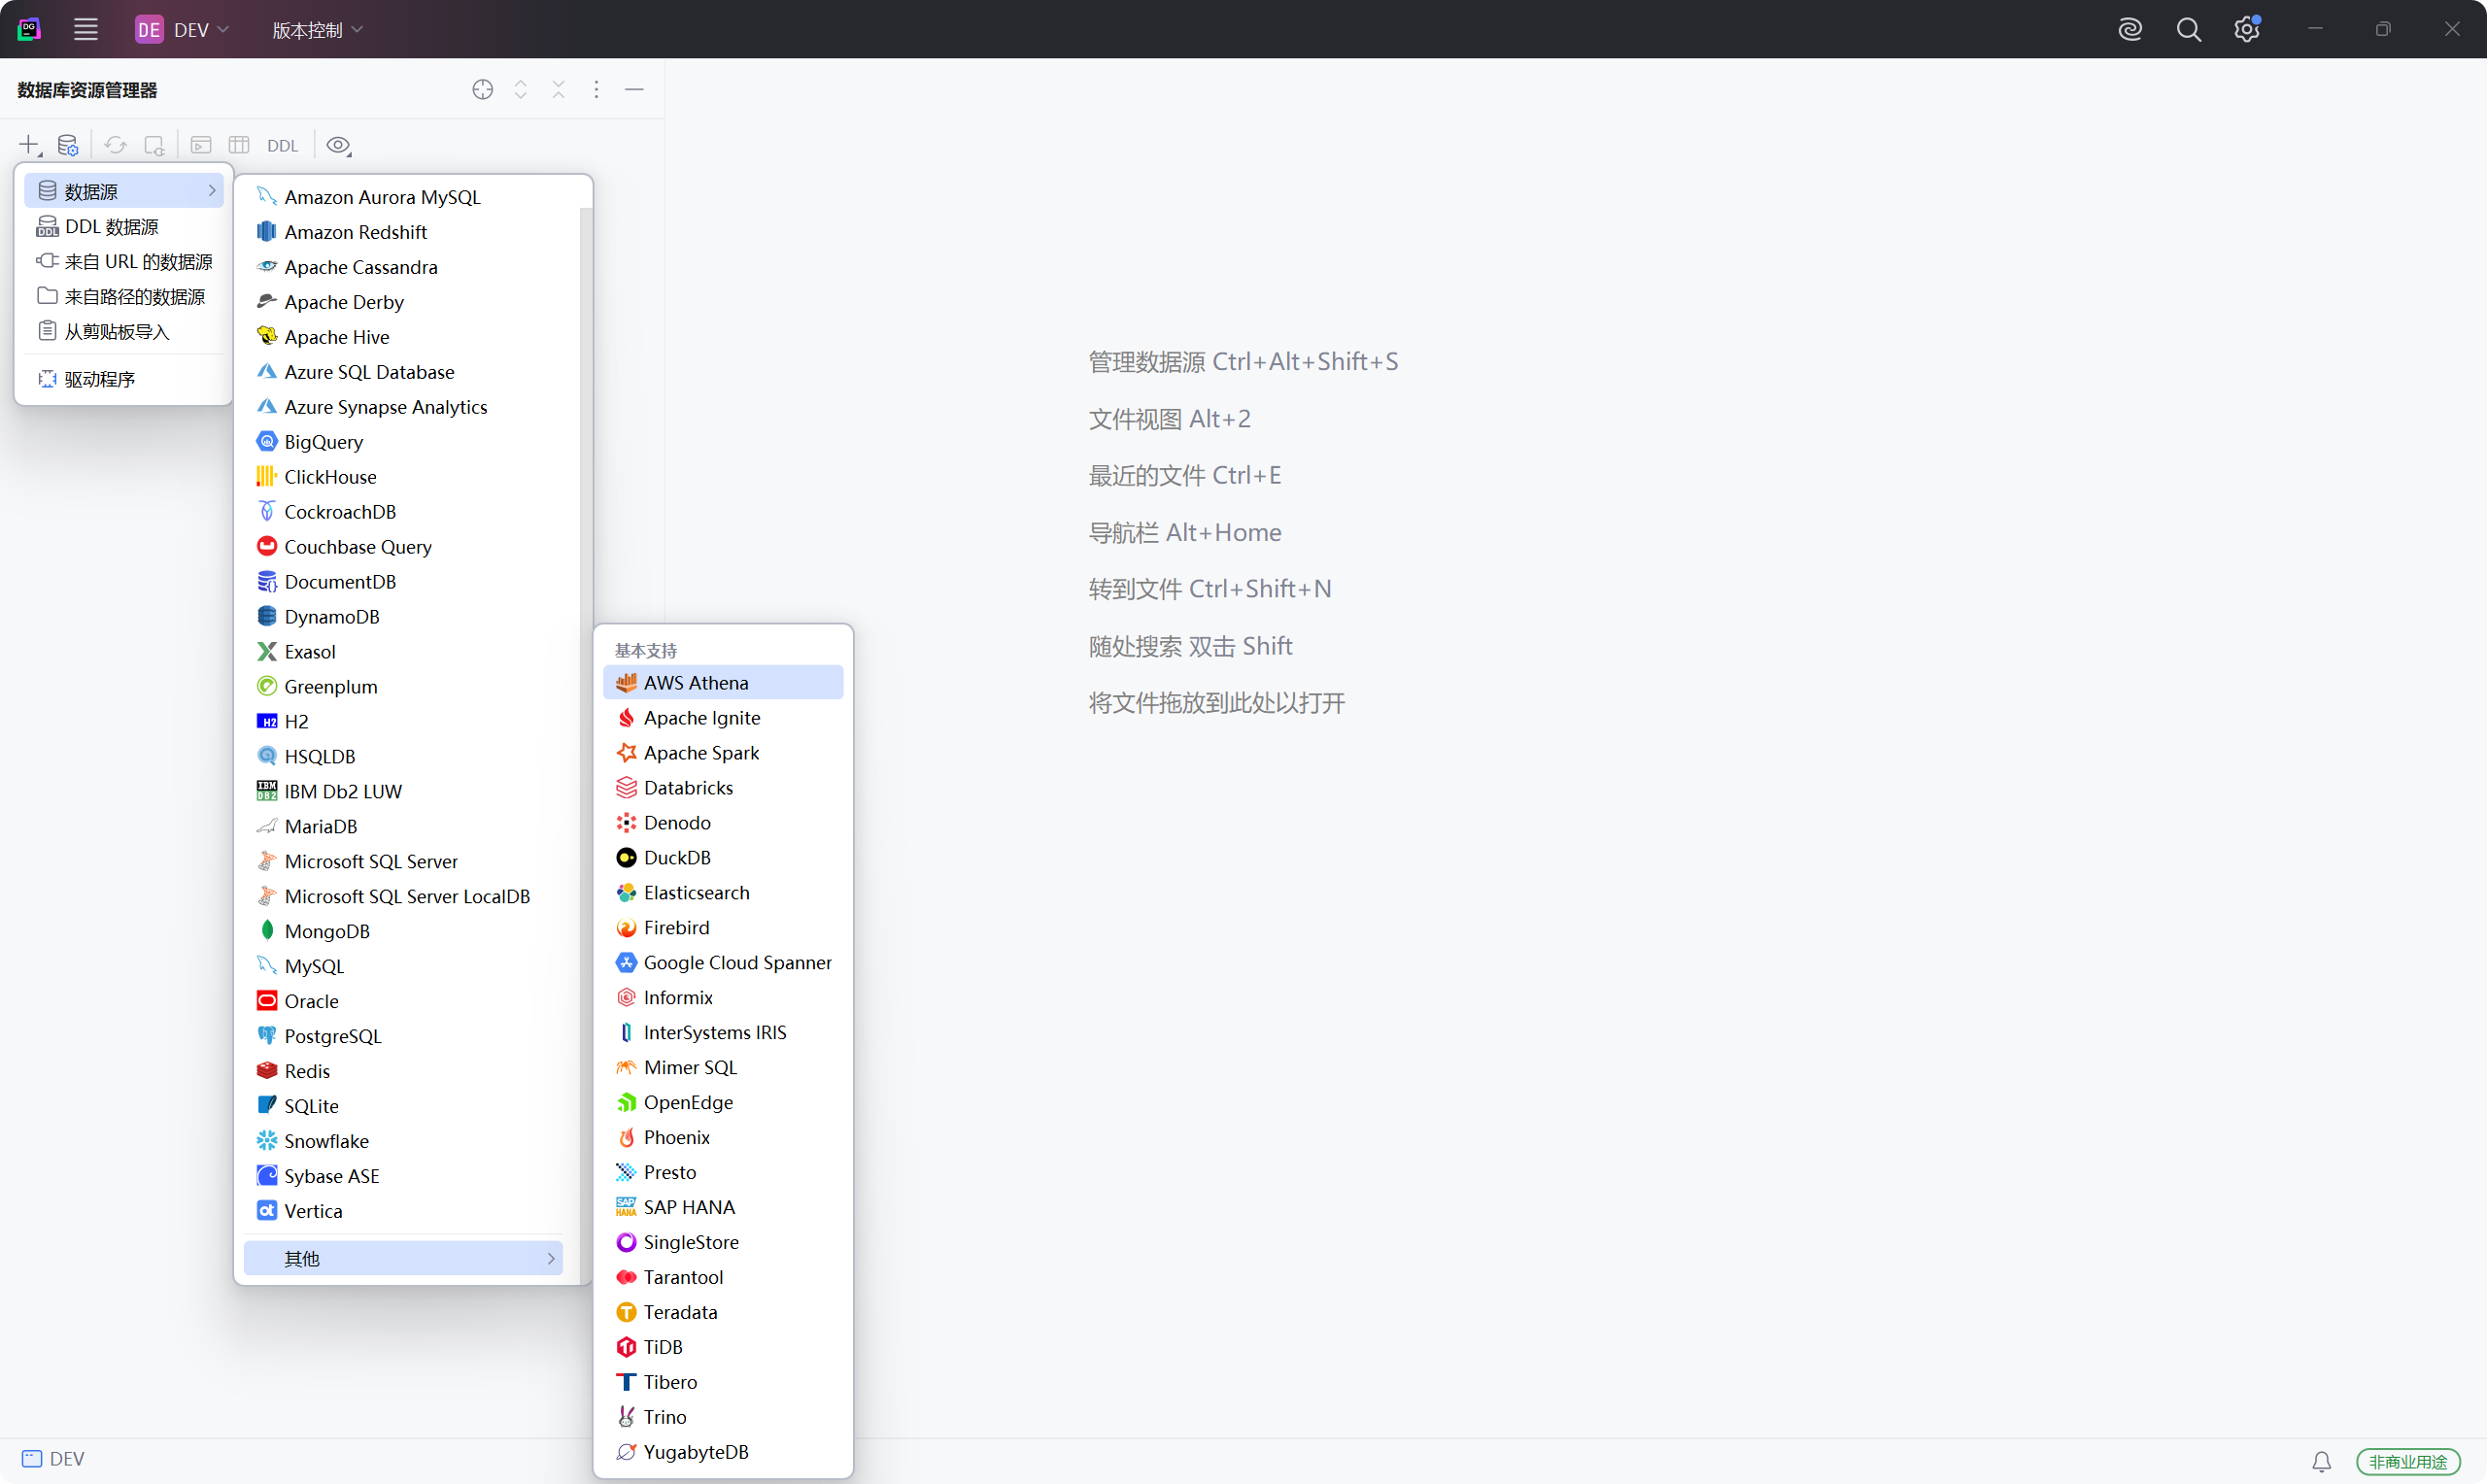 DG
DE DEV 版本控制
数据库资源管理器
DDL
数据源
DDL 数据源
来自 URL 的数据源
来自路径的数据源
从剪贴板导入
驱动程序
Amazon Aurora MySQL
Amazon Redshift
Apache Cassandra
Apache Derby
Apache Hive
Azure SQL Database
Azure Synapse Analytics
BigQuery
ClickHouse
CockroachDB
Couchbase Query
DocumentDB
DynamoDB
Exasol
Greenplum
H2
HSQLDB
IBM Db2 LUW
MariaDB
Microsoft SQL Server
Microsoft SQL Server LocalDB
MongoDB
MySQL
Oracle
PostgreSQL
Redis
SQLite
Snowflake
Sybase ASE
Vertica
其他
基本支持
AWS Athena
Apache Ignite
Apache Spark
Databricks
Denodo
DuckDB
Elasticsearch
Firebird
Google Cloud Spanner
Informix
InterSystems IRIS
Mimer SQL
OpenEdge
Phoenix
Presto
SAP HANA
SingleStore
Tarantool
Teradata
TiDB
Tibero
Trino
YugabyteDB
管理数据源 Ctrl+Alt+Shift+S
文件视图 Alt+2
最近的文件 Ctrl+E
导航栏 Alt+Home
转到文件 Ctrl+Shift+N
随处搜索 双击 Shift
将文件拖放到此处以打开
DEV
非商业用途